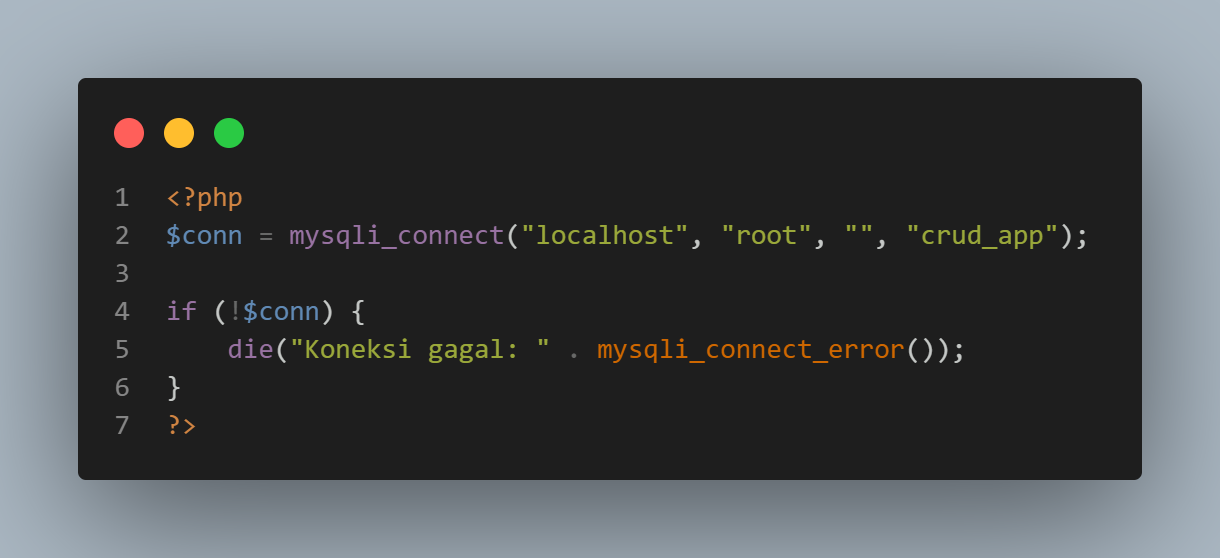 1 <?php
2 $conn = mysqli_connect("localhost", "root", "", "crud_app");
3
4 if (!$conn) {
5     die("Koneksi gagal: " . mysqli_connect_error());
6 }
7 ?>